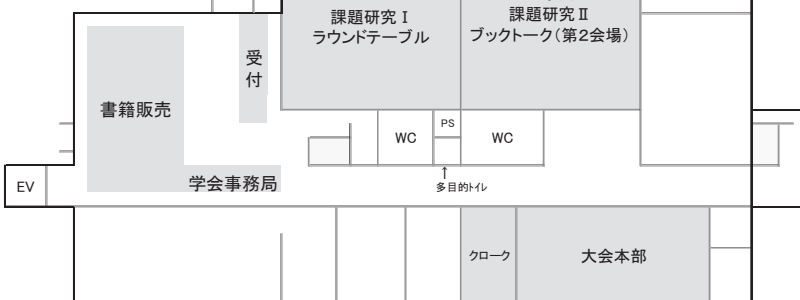 課題研究Ⅰ
ラウンドテーブル
課題研究Ⅱ
ブックトーク（第２会場）
受付
書籍販売
WC
PS
WC
学会事務局
EV
↑
多目的トイレ
クローク
大会本部